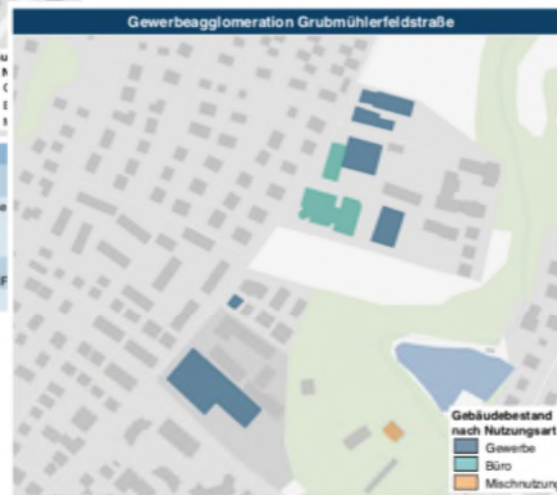 Gewerbeagglomeration Grubmühlerfeldstraße
Gebäudebestand
nach Nutzungsart
Gewerbe
Büro
Mischnutzung